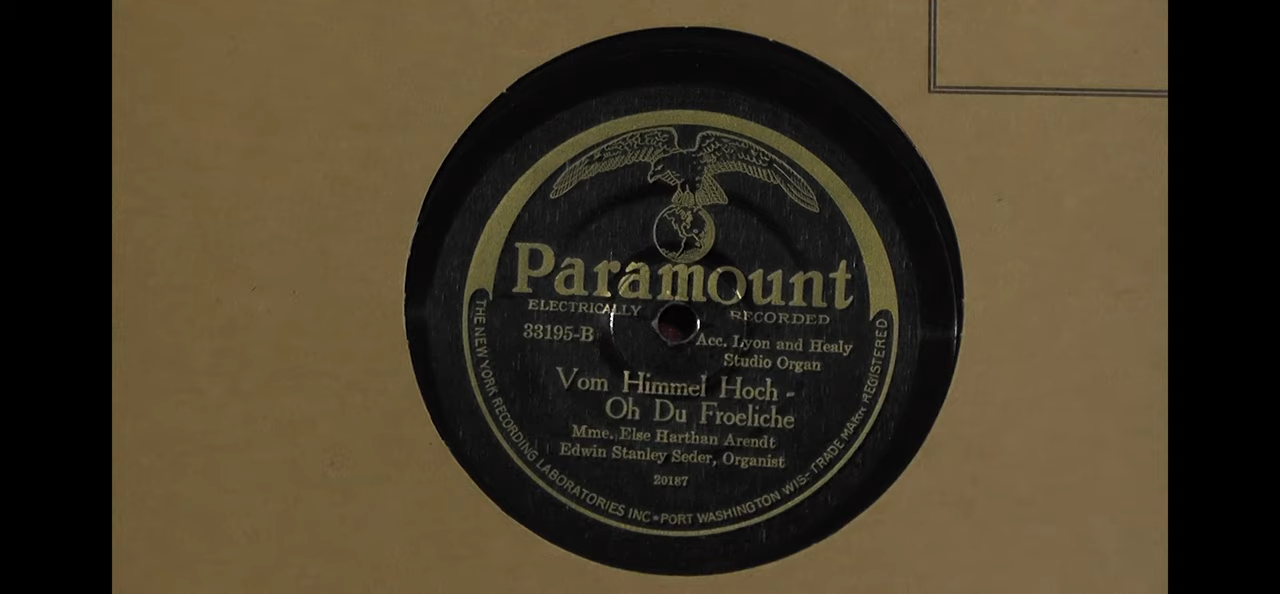 Paramount
ELECTRICALLY RECORDED
33195-B
Acc. Lyon and Healy
Studio Organ
Vom Himmel Hoch -
Oh Du Froeliche
Mme. Else Harthan Arendt
Edwin Stanley Seder, Organist
20187
THE NEW YORK RECORDING LABORATORIES INC=PORT WASHINGTON WIS-TRADE MARK REGISTERED